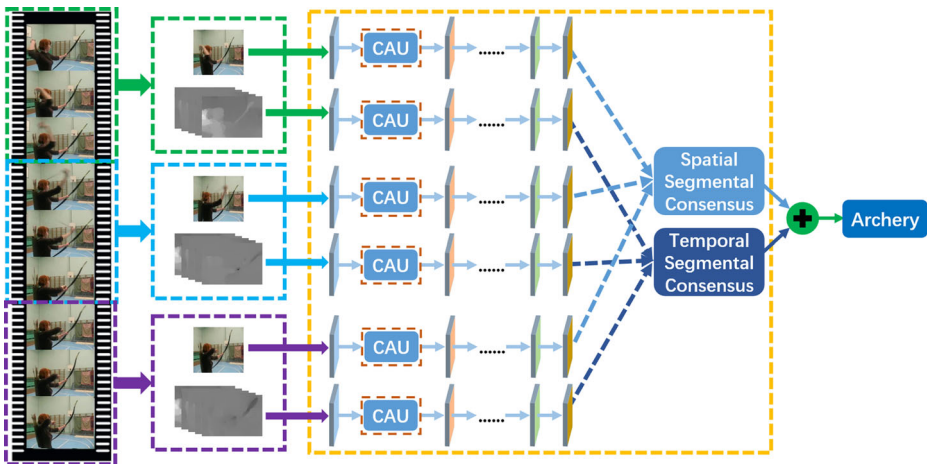 CAU
......
CAU
......
CAU
......
CAU
......
CAU
......
CAU
......
Spatial
Segmental
Consensus
Temporal
Segmental
Consensus
Archery